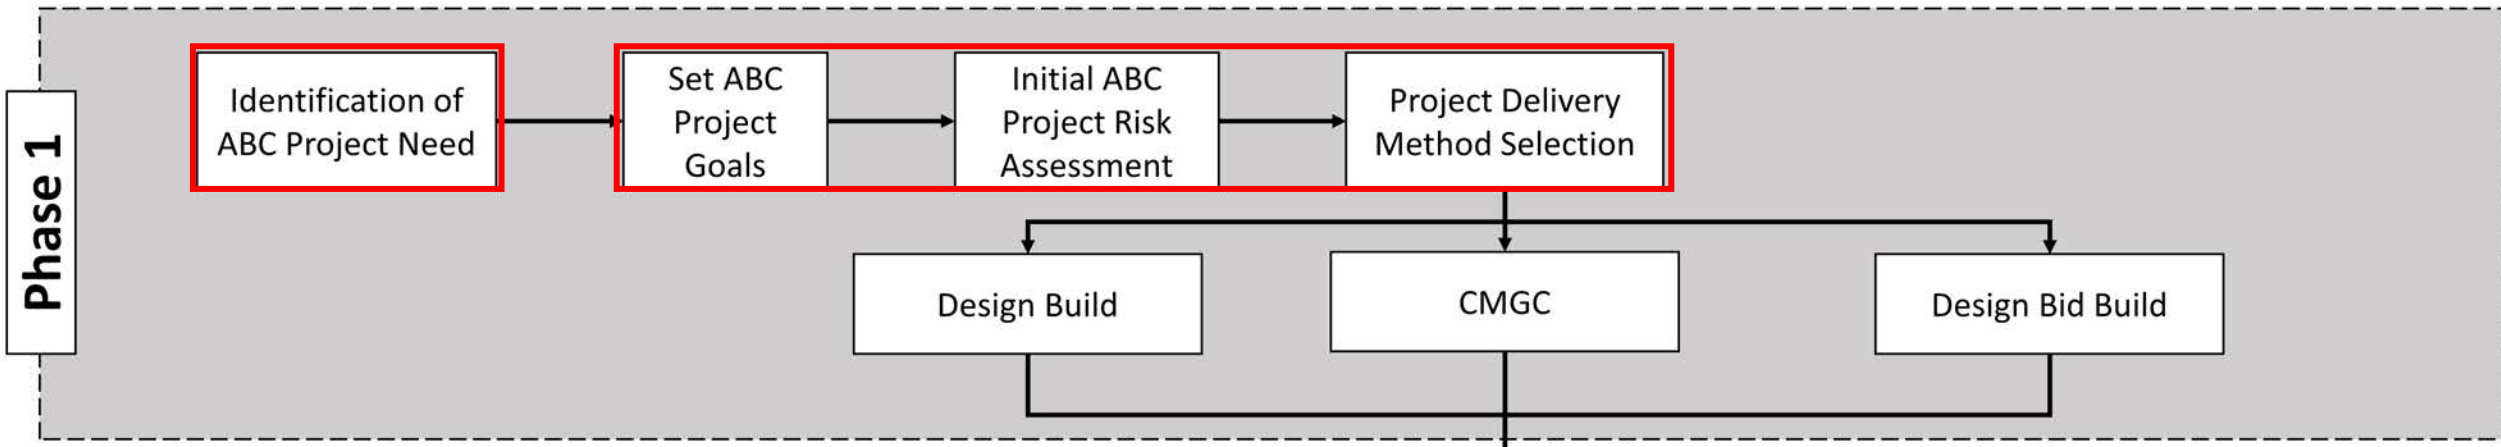 Phase 1
Identification of
ABC Project Need
Set ABC
Project
Goals
Initial ABC
Project Risk
Assessment
Project Delivery
Method Selection
Design Build
CMGC
Design Bid Build